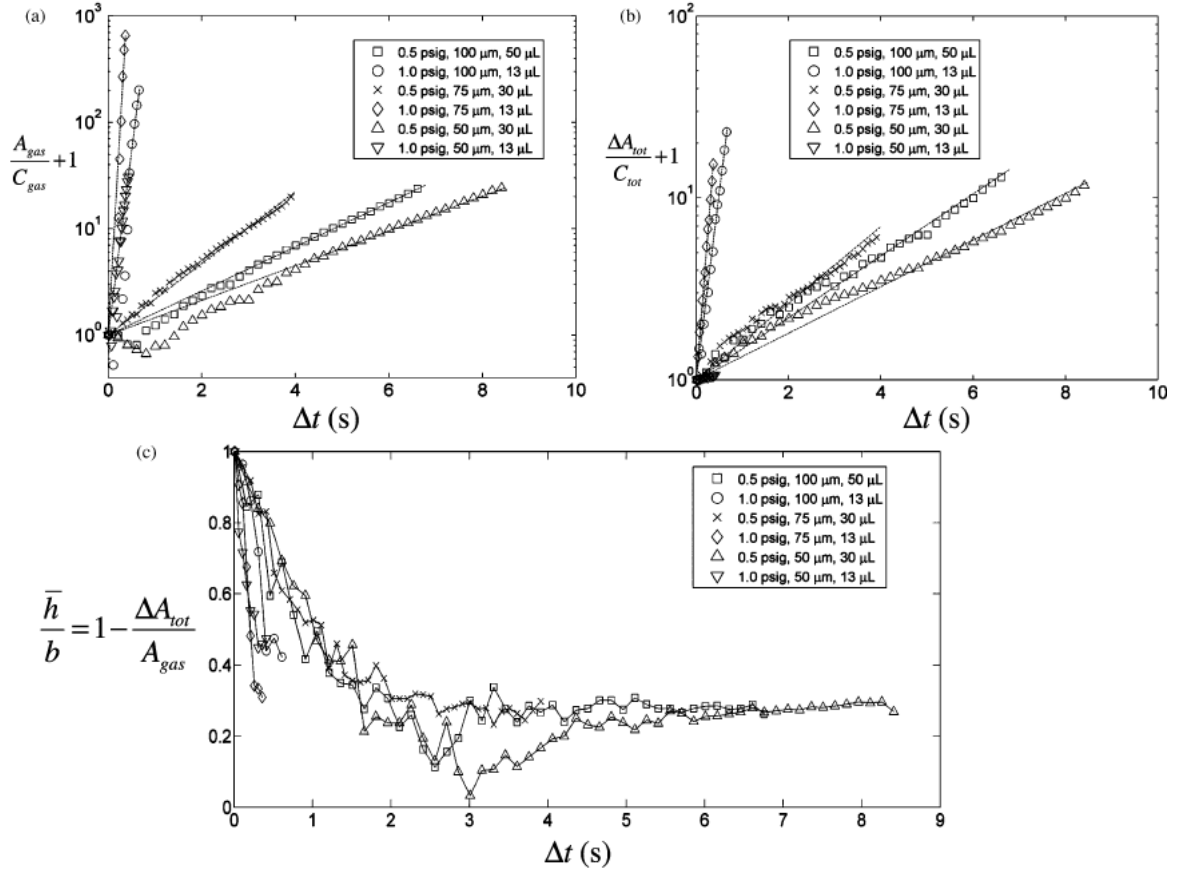 (a)
10^3
10^2
10^1
10^0
A_gas/C_gas + 1
0.5 psig, 100 μm, 50 μL
1.0 psig, 100 μm, 13 μL
0.5 psig, 75 μm, 30 μL
1.0 psig, 75 μm, 13 μL
0.5 psig, 50 μm, 30 μL
1.0 psig, 50 μm, 13 μL
0 2 4 6 8 10
Δt (s)
(b)
10^2
10^1
10^0
ΔA_tot/C_tot + 1
0.5 psig, 100 μm, 50 μL
1.0 psig, 100 μm, 13 μL
0.5 psig, 75 μm, 30 μL
1.0 psig, 75 μm, 13 μL
0.5 psig, 50 μm, 30 μL
1.0 psig, 50 μm, 13 μL
0 2 4 6 8 10
Δt (s)
(c)
1
0.8
0.6
0.4
0.2
0
h̄/b = 1 − ΔA_tot/A_gas
0.5 psig, 100 μm, 50 μL
1.0 psig, 100 μm, 13 μL
0.5 psig, 75 μm, 30 μL
1.0 psig, 75 μm, 13 μL
0.5 psig, 50 μm, 30 μL
1.0 psig, 50 μm, 13 μL
0 1 2 3 4 5 6 7 8 9
Δt (s)